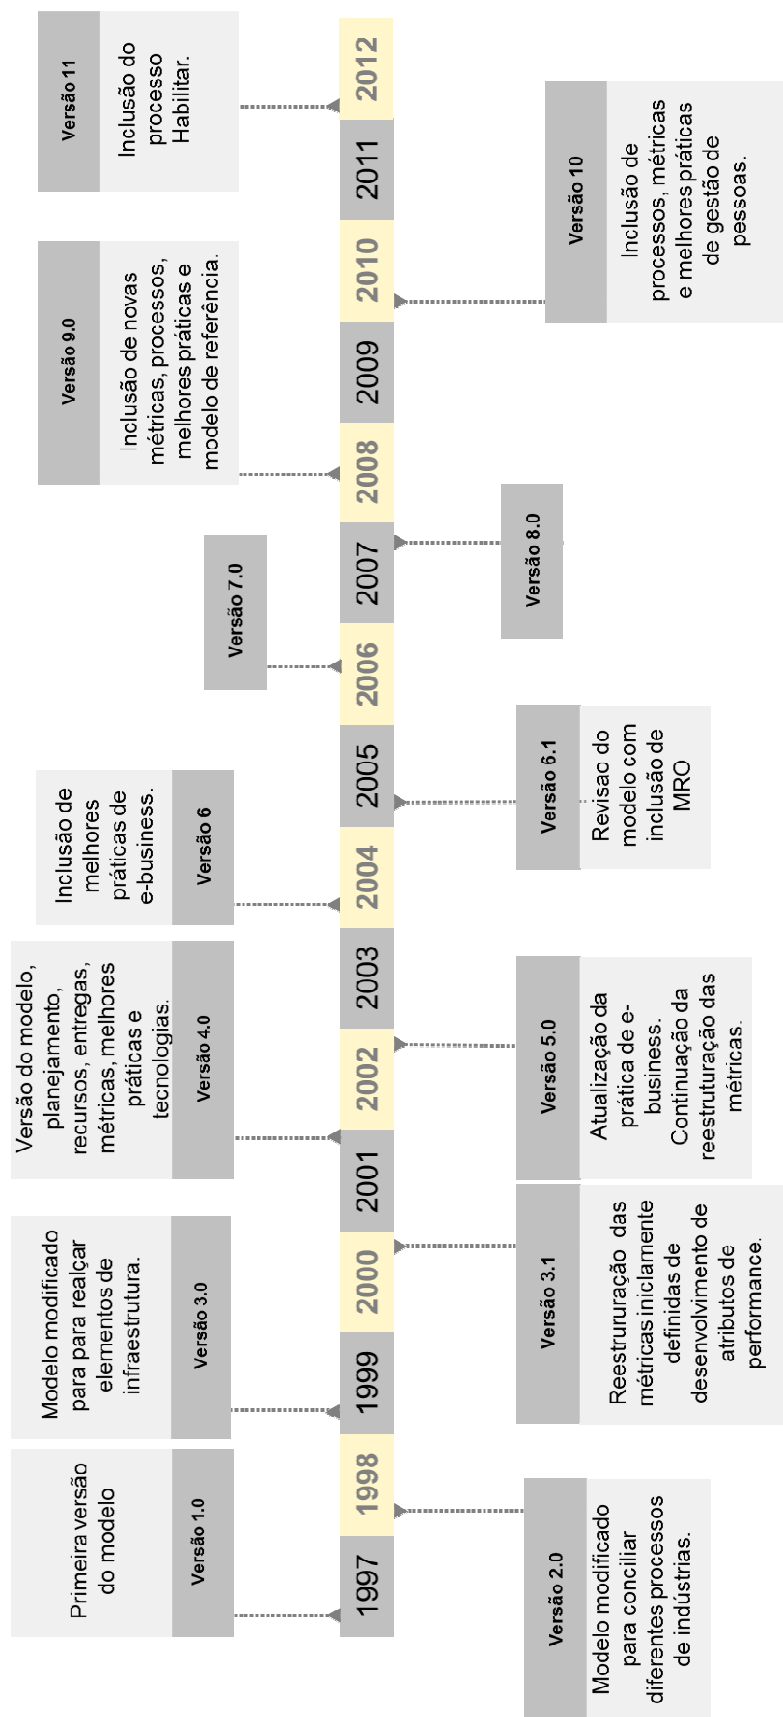 Primeira versão
do modelo
Versão 1.0
Modelo modificado
para para realçar
elementos de
infraestrutura.
Versão 3.0
Versão do modelo,
planejamento,
recursos, entregas,
métricas, melhores
práticas e
tecnologias.
Versão 4.0
Inclusão de
melhores
práticas de
e-business.
Versão 6
Versão 7.0
Versão 9.0
Inclusão de novas
métricas, processos,
melhores práticas e
modelo de referência.
Versão 11
Inclusão do
processo
Habilitar.
1997
1998
1999
2000
2001
2002
2003
2004
2005
2006
2007
2008
2009
2010
2011
2012
Versão 2.0
Modelo modificado
para conciliar
diferentes processos
de indústrias.
Versão 3.1
Reestrururação das
métricas iniclamente
definidas de
desenvolvimento de
atributos de
performance.
Versão 5.0
Atualização da
prática de e-
business.
Continuação da
reestruturação das
métricas.
Versão 6.1
Revisac do
modelo com
inclusão de
MRO
Versão 8.0
Versão 10
Inclusão de
processos, métricas
e melhores práticas
de gestão de
pessoas.